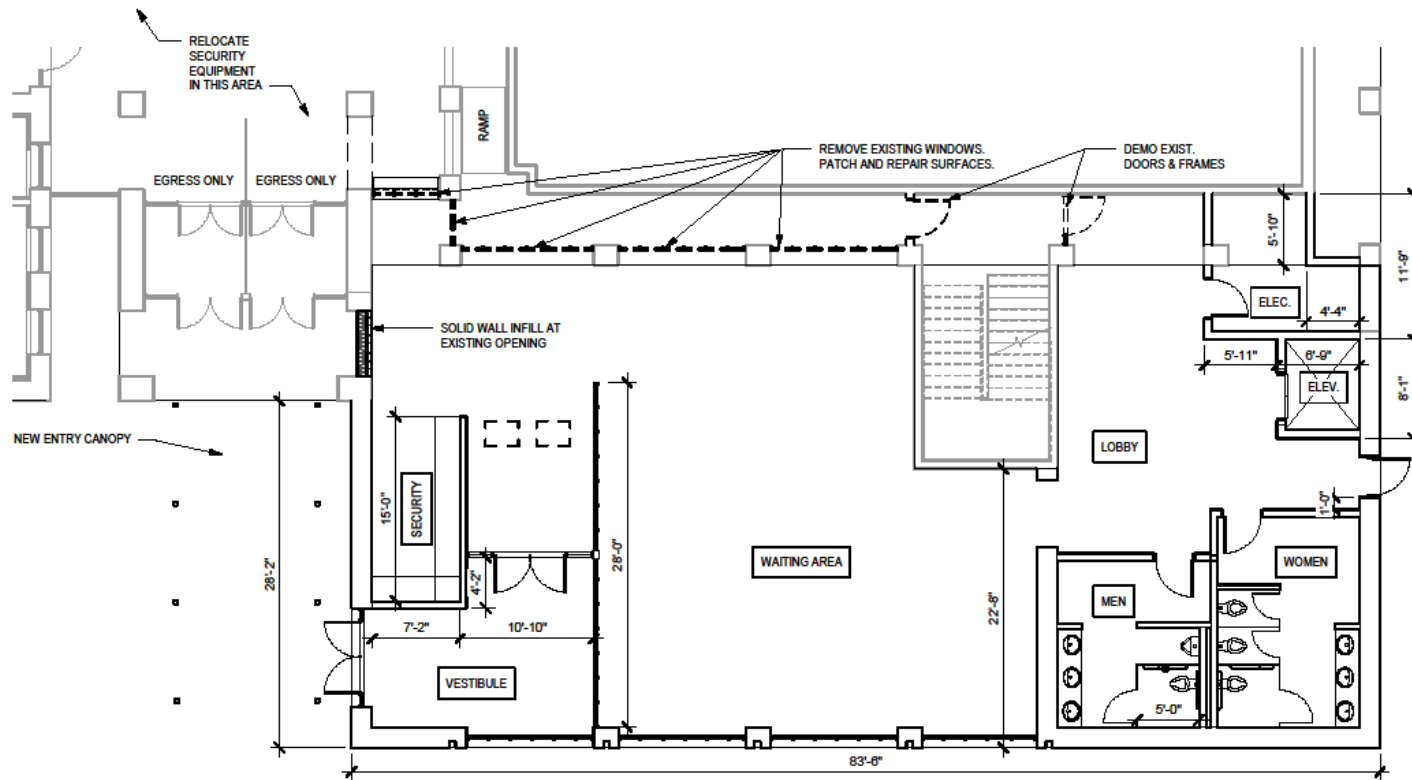 RELOCATE
SECURITY
EQUIPMENT
IN THIS AREA
RAMP
REMOVE EXISTING WINDOWS.
PATCH AND REPAIR SURFACES.
DEMO EXIST.
DOORS & FRAMES
EGRESS ONLY
EGRESS ONLY
5'-10"
11'-9"
ELEC.
4'-4"
SOLID WALL INFILL AT
EXISTING OPENING
5'-11"
6'-9"
ELEV.
8'-1"
NEW ENTRY CANOPY
LOBBY
15'-0"
SECURITY
1'-0"
28'-2"
4'-2"
28'-0"
WAITING AREA
22'-8"
WOMEN
MEN
7'-2"
10'-10"
VESTIBULE
5'-0"
83'-6"